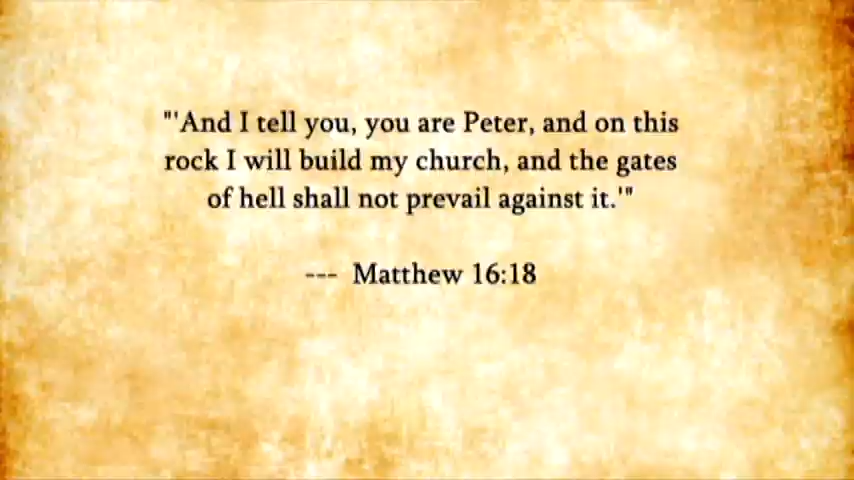 "'And I tell you, you are Peter, and on this
rock I will build my church, and the gates
of hell shall not prevail against it.'"
--- Matthew 16:18